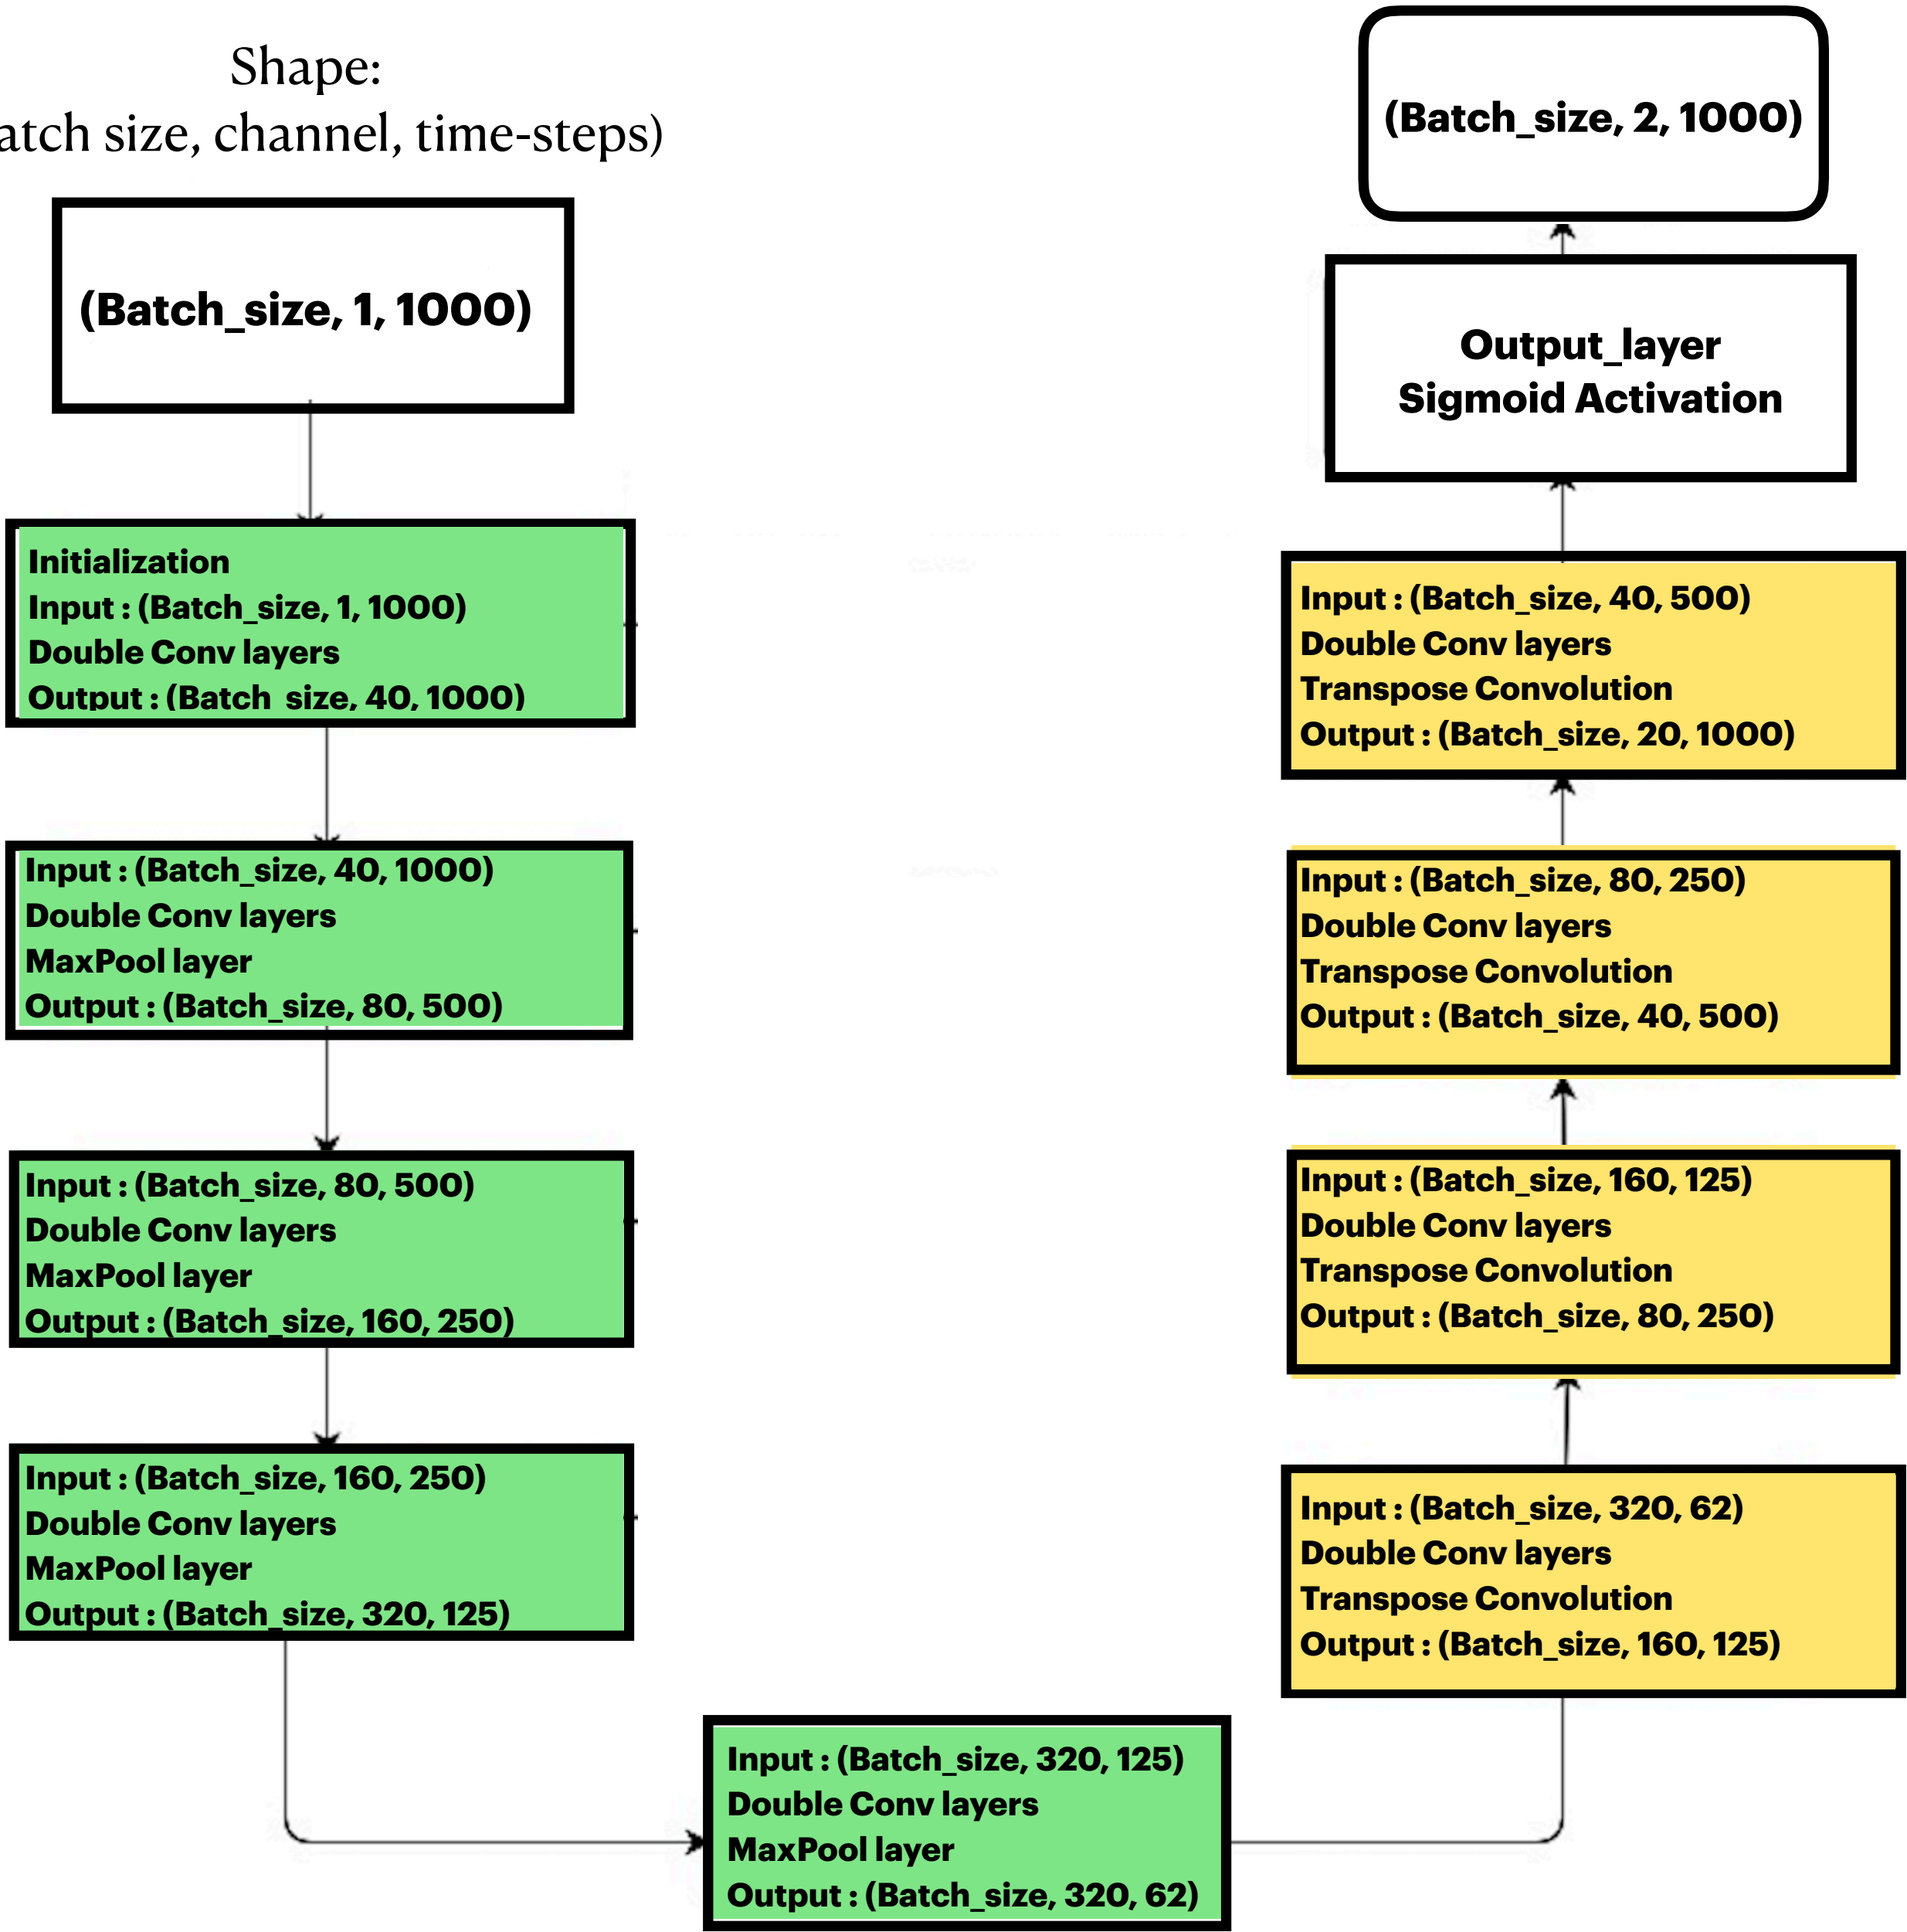 Shape:
atch size, channel, time-steps)
(Batch_size, 1, 1000)
Initialization
Input : (Batch_size, 1, 1000)
Double Conv layers
Output : (Batch_size, 40, 1000)
Input : (Batch_size, 40, 1000)
Double Conv layers
MaxPool layer
Output : (Batch_size, 80, 500)
Input : (Batch_size, 80, 500)
Double Conv layers
MaxPool layer
Output : (Batch_size, 160, 250)
Input : (Batch_size, 160, 250)
Double Conv layers
MaxPool layer
Output : (Batch_size, 320, 125)
Input : (Batch_size, 320, 125)
Double Conv layers
MaxPool layer
Output : (Batch_size, 320, 62)
Input : (Batch_size, 320, 62)
Double Conv layers
Transpose Convolution
Output : (Batch_size, 160, 125)
Input : (Batch_size, 160, 125)
Double Conv layers
Transpose Convolution
Output : (Batch_size, 80, 250)
Input : (Batch_size, 80, 250)
Double Conv layers
Transpose Convolution
Output : (Batch_size, 40, 500)
Input : (Batch_size, 40, 500)
Double Conv layers
Transpose Convolution
Output : (Batch_size, 20, 1000)
Output_layer
Sigmoid Activation
(Batch_size, 2, 1000)